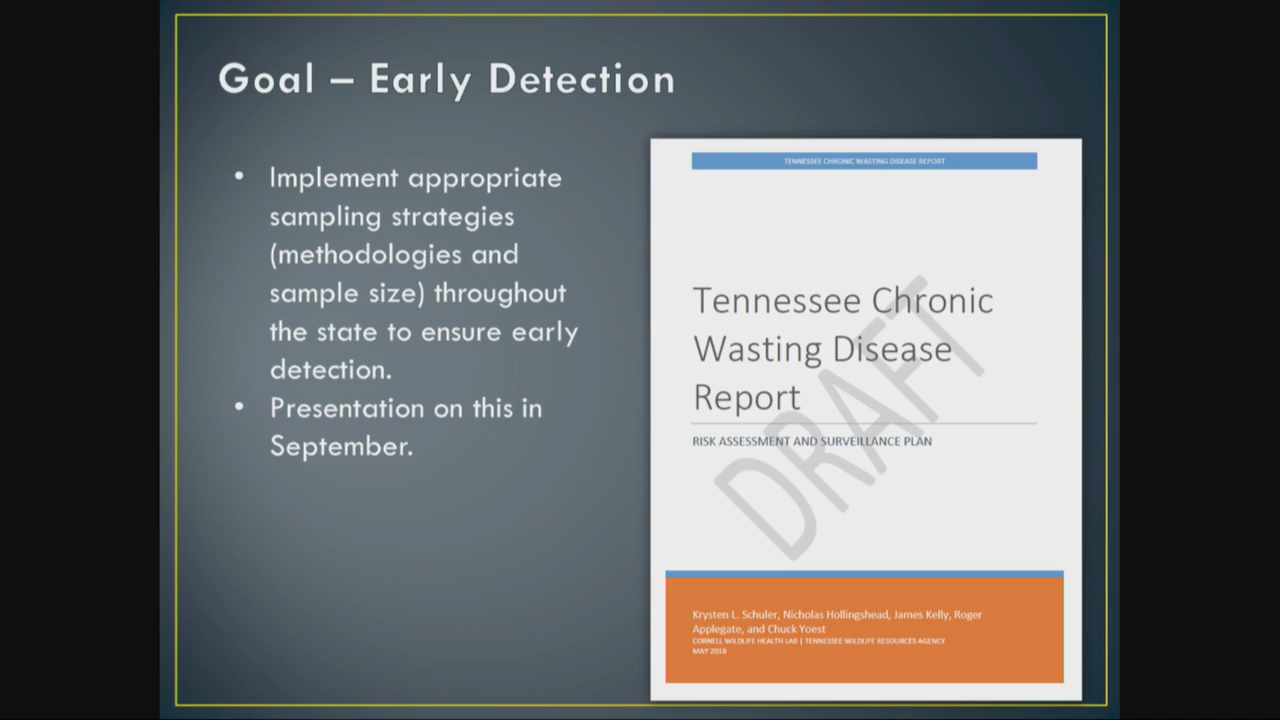 Goal – Early Detection
• Implement appropriate
sampling strategies
(methodologies and
sample size) throughout
the state to ensure early
detection.
• Presentation on this in
September.
TENNESSEE CHRONIC WASTING DISEASE REPORT
Tennessee Chronic
Wasting Disease
Report
RISK ASSESSMENT AND SURVEILLANCE PLAN
DRAFT
Krysten L. Schuler, Nicholas Hollingshead, James Kelly, Roger
Applegate, and Chuck Yoest
CORNELL WILDLIFE HEALTH LAB | TENNESSEE WILDLIFE RESOURCES AGENCY
MAY 2018